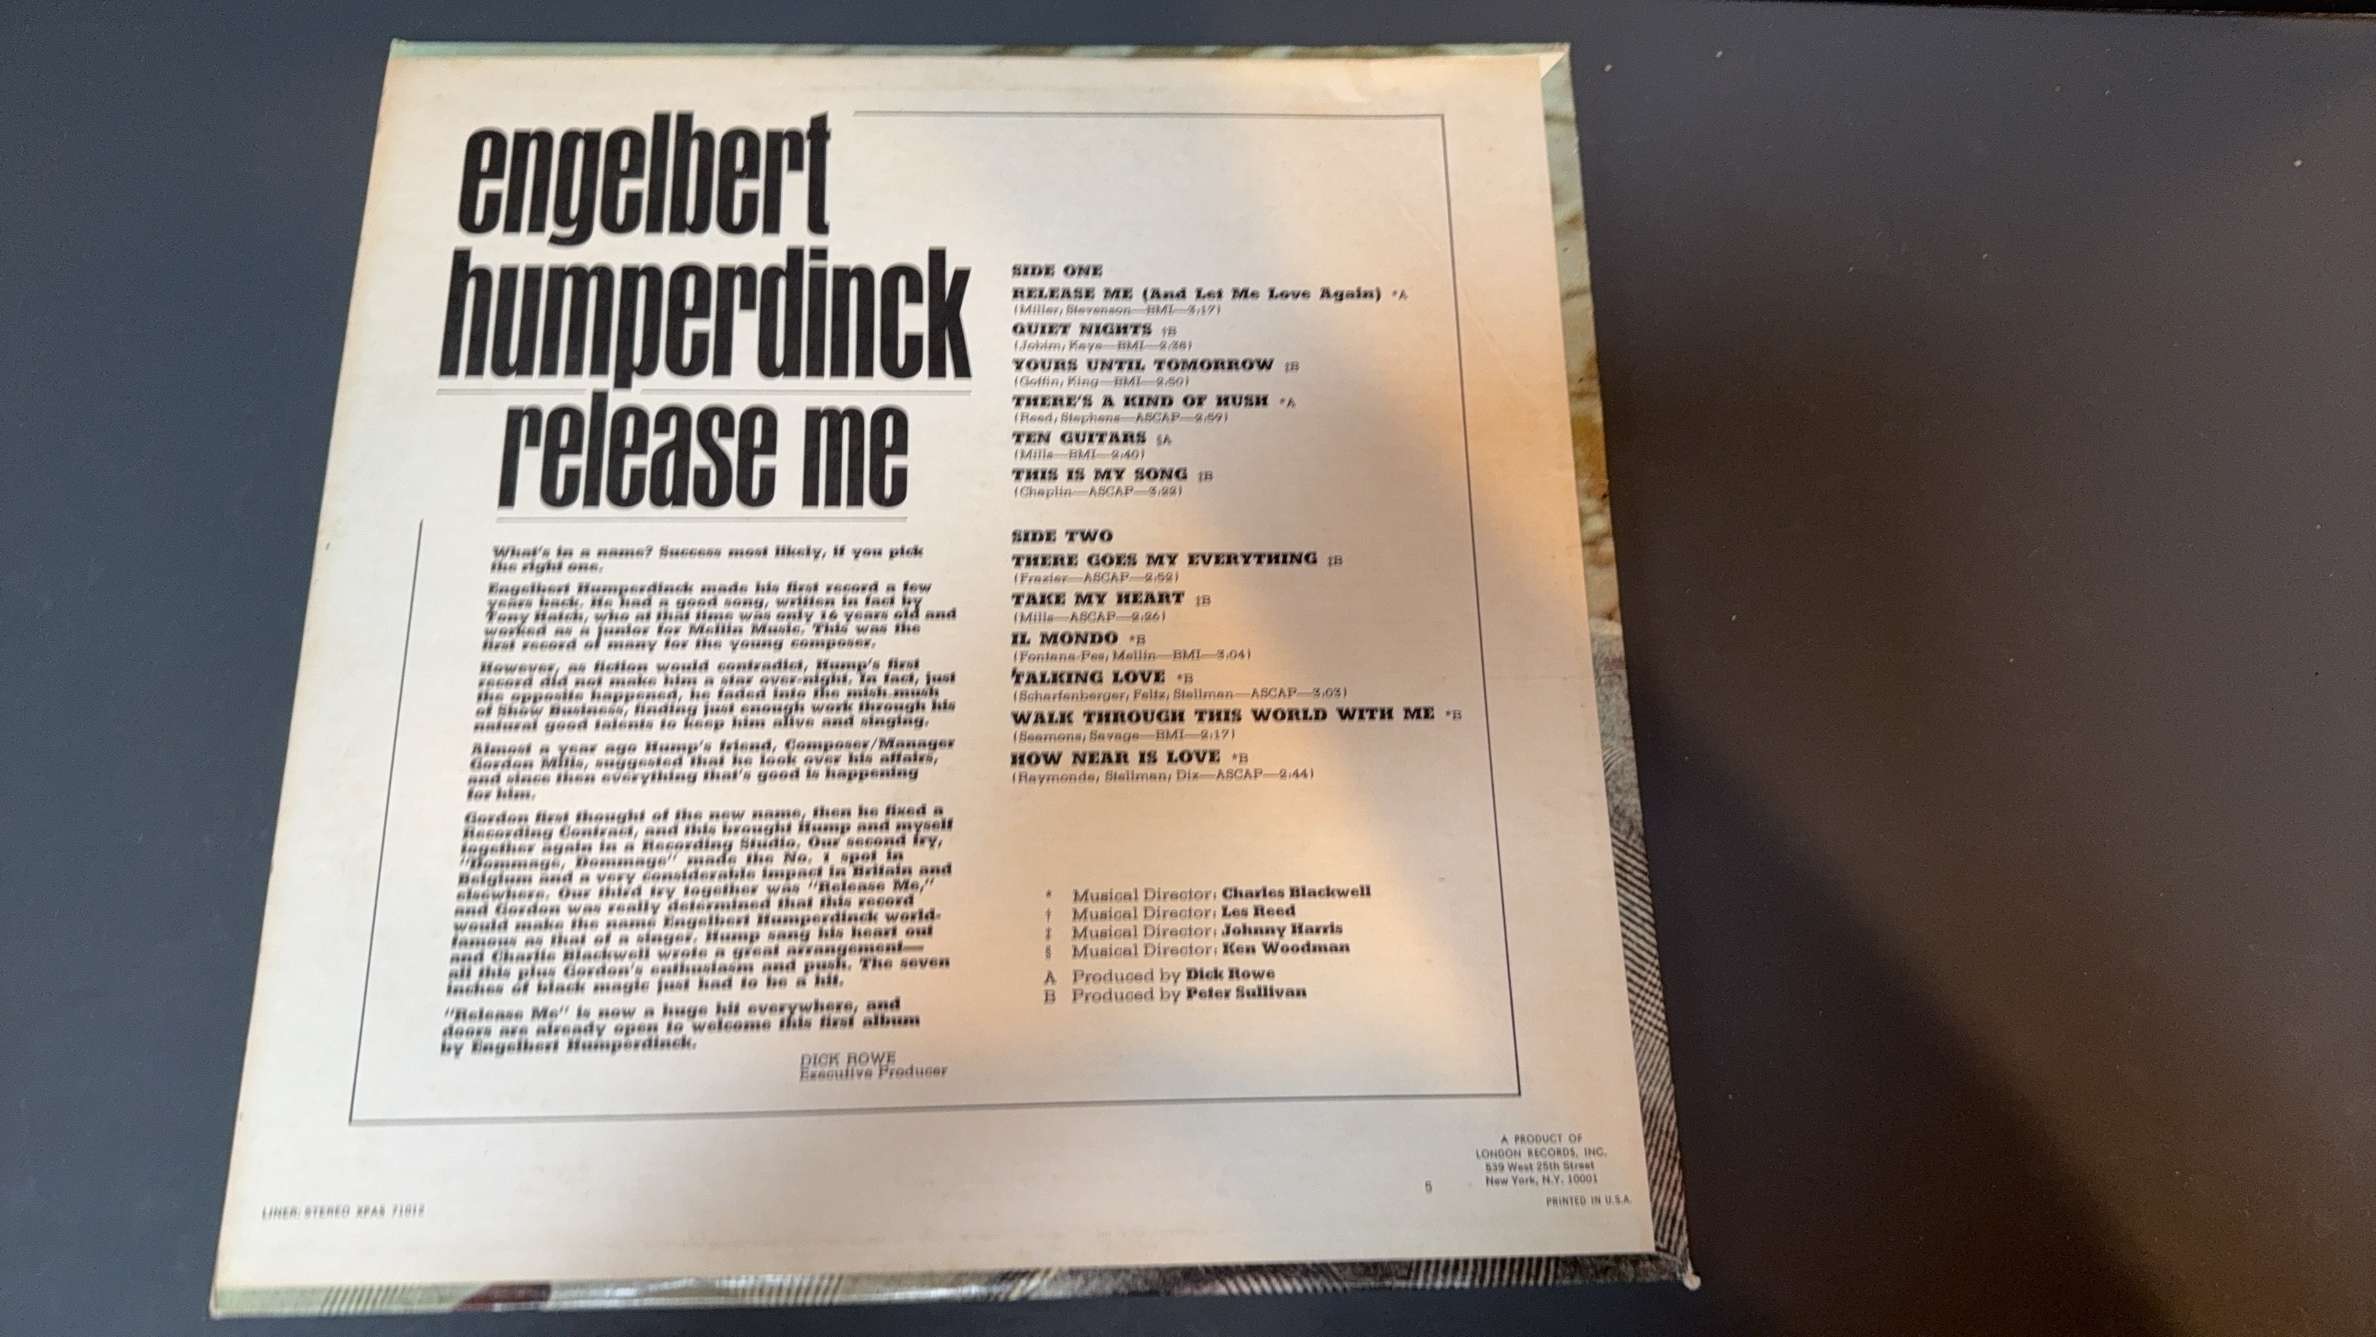 engelbert
humperdinck
release me
What's in a name? Success most likely, if you pick
the right one.
Engelbert Humperdinck made his first record a few
years back. He had a good song, written in fact by
Tony Hatch, who at that time was only 16 years old and
worked as a junior for Mellin Music. This was the
first record of many for the young composer.
However, as fiction would contradict, Hump's first
record did not make him a star over-night. In fact, just
the opposite happened, he faded into the mish-mush
of Show Business, finding just enough work through his
natural good talents to keep him alive and singing.
Almost a year ago Hump's friend, Composer/Manager
Gordon Mills, suggested that he look over his affairs,
and since then everything that's good is happening
for him.
Gordon first thought of the new name, then he fixed a
Recording Contract, and this brought Hump and myself
together again in a Recording Studio. Our second try,
"Dommage, Dommage" made the No. 1 spot in
Belgium and a very considerable impact in Britain and
elsewhere. Our third try together was "Release Me,"
and Gordon was really determined that this record
would make the name Engelbert Humperdinck world-
famous as that of a singer. Hump sang his heart out
and Charlie Blackwell wrote a great arrangement—
all this plus Gordon's enthusiasm and push. The seven
inches of black magic just had to be a hit.
"Release Me" is now a huge hit everywhere, and
doors are already open to welcome this first album
by Engelbert Humperdinck.
DICK ROWE
Executive Producer
SIDE ONE
RELEASE ME (And Let Me Love Again) *A
(Miller, Stevenson—BMI—3:17)
QUIET NIGHTS †B
(Jobim, Kaye—BMI—2:38)
YOURS UNTIL TOMORROW ‡B
(Goffin, King—BMI—2:50)
THERE'S A KIND OF HUSH *A
(Reed, Stephens—ASCAP—2:59)
TEN GUITARS §A
(Mills—BMI—2:40)
THIS IS MY SONG ‡B
(Chaplin—ASCAP—3:22)
SIDE TWO
THERE GOES MY EVERYTHING ‡B
(Frazier—ASCAP—2:52)
TAKE MY HEART ‡B
(Mills—ASCAP—2:26)
IL MONDO *B
(Fontana-Pes, Mellin—BMI—3:04)
TALKING LOVE *B
(Scharfenberger, Feltz, Stellman—ASCAP—3:03)
WALK THROUGH THIS WORLD WITH ME *B
(Seamons, Savage—BMI—2:17)
HOW NEAR IS LOVE *B
(Raymonde, Stellman, Dix—ASCAP—2:44)
* Musical Director: Charles Blackwell
† Musical Director: Les Reed
‡ Musical Director: Johnny Harris
§ Musical Director: Ken Woodman
A Produced by Dick Rowe
B Produced by Peter Sullivan
A PRODUCT OF
LONDON RECORDS, INC.
539 West 25th Street
New York, N.Y. 10001
5
PRINTED IN U.S.A.
LINER: STEREO XPAS 71012